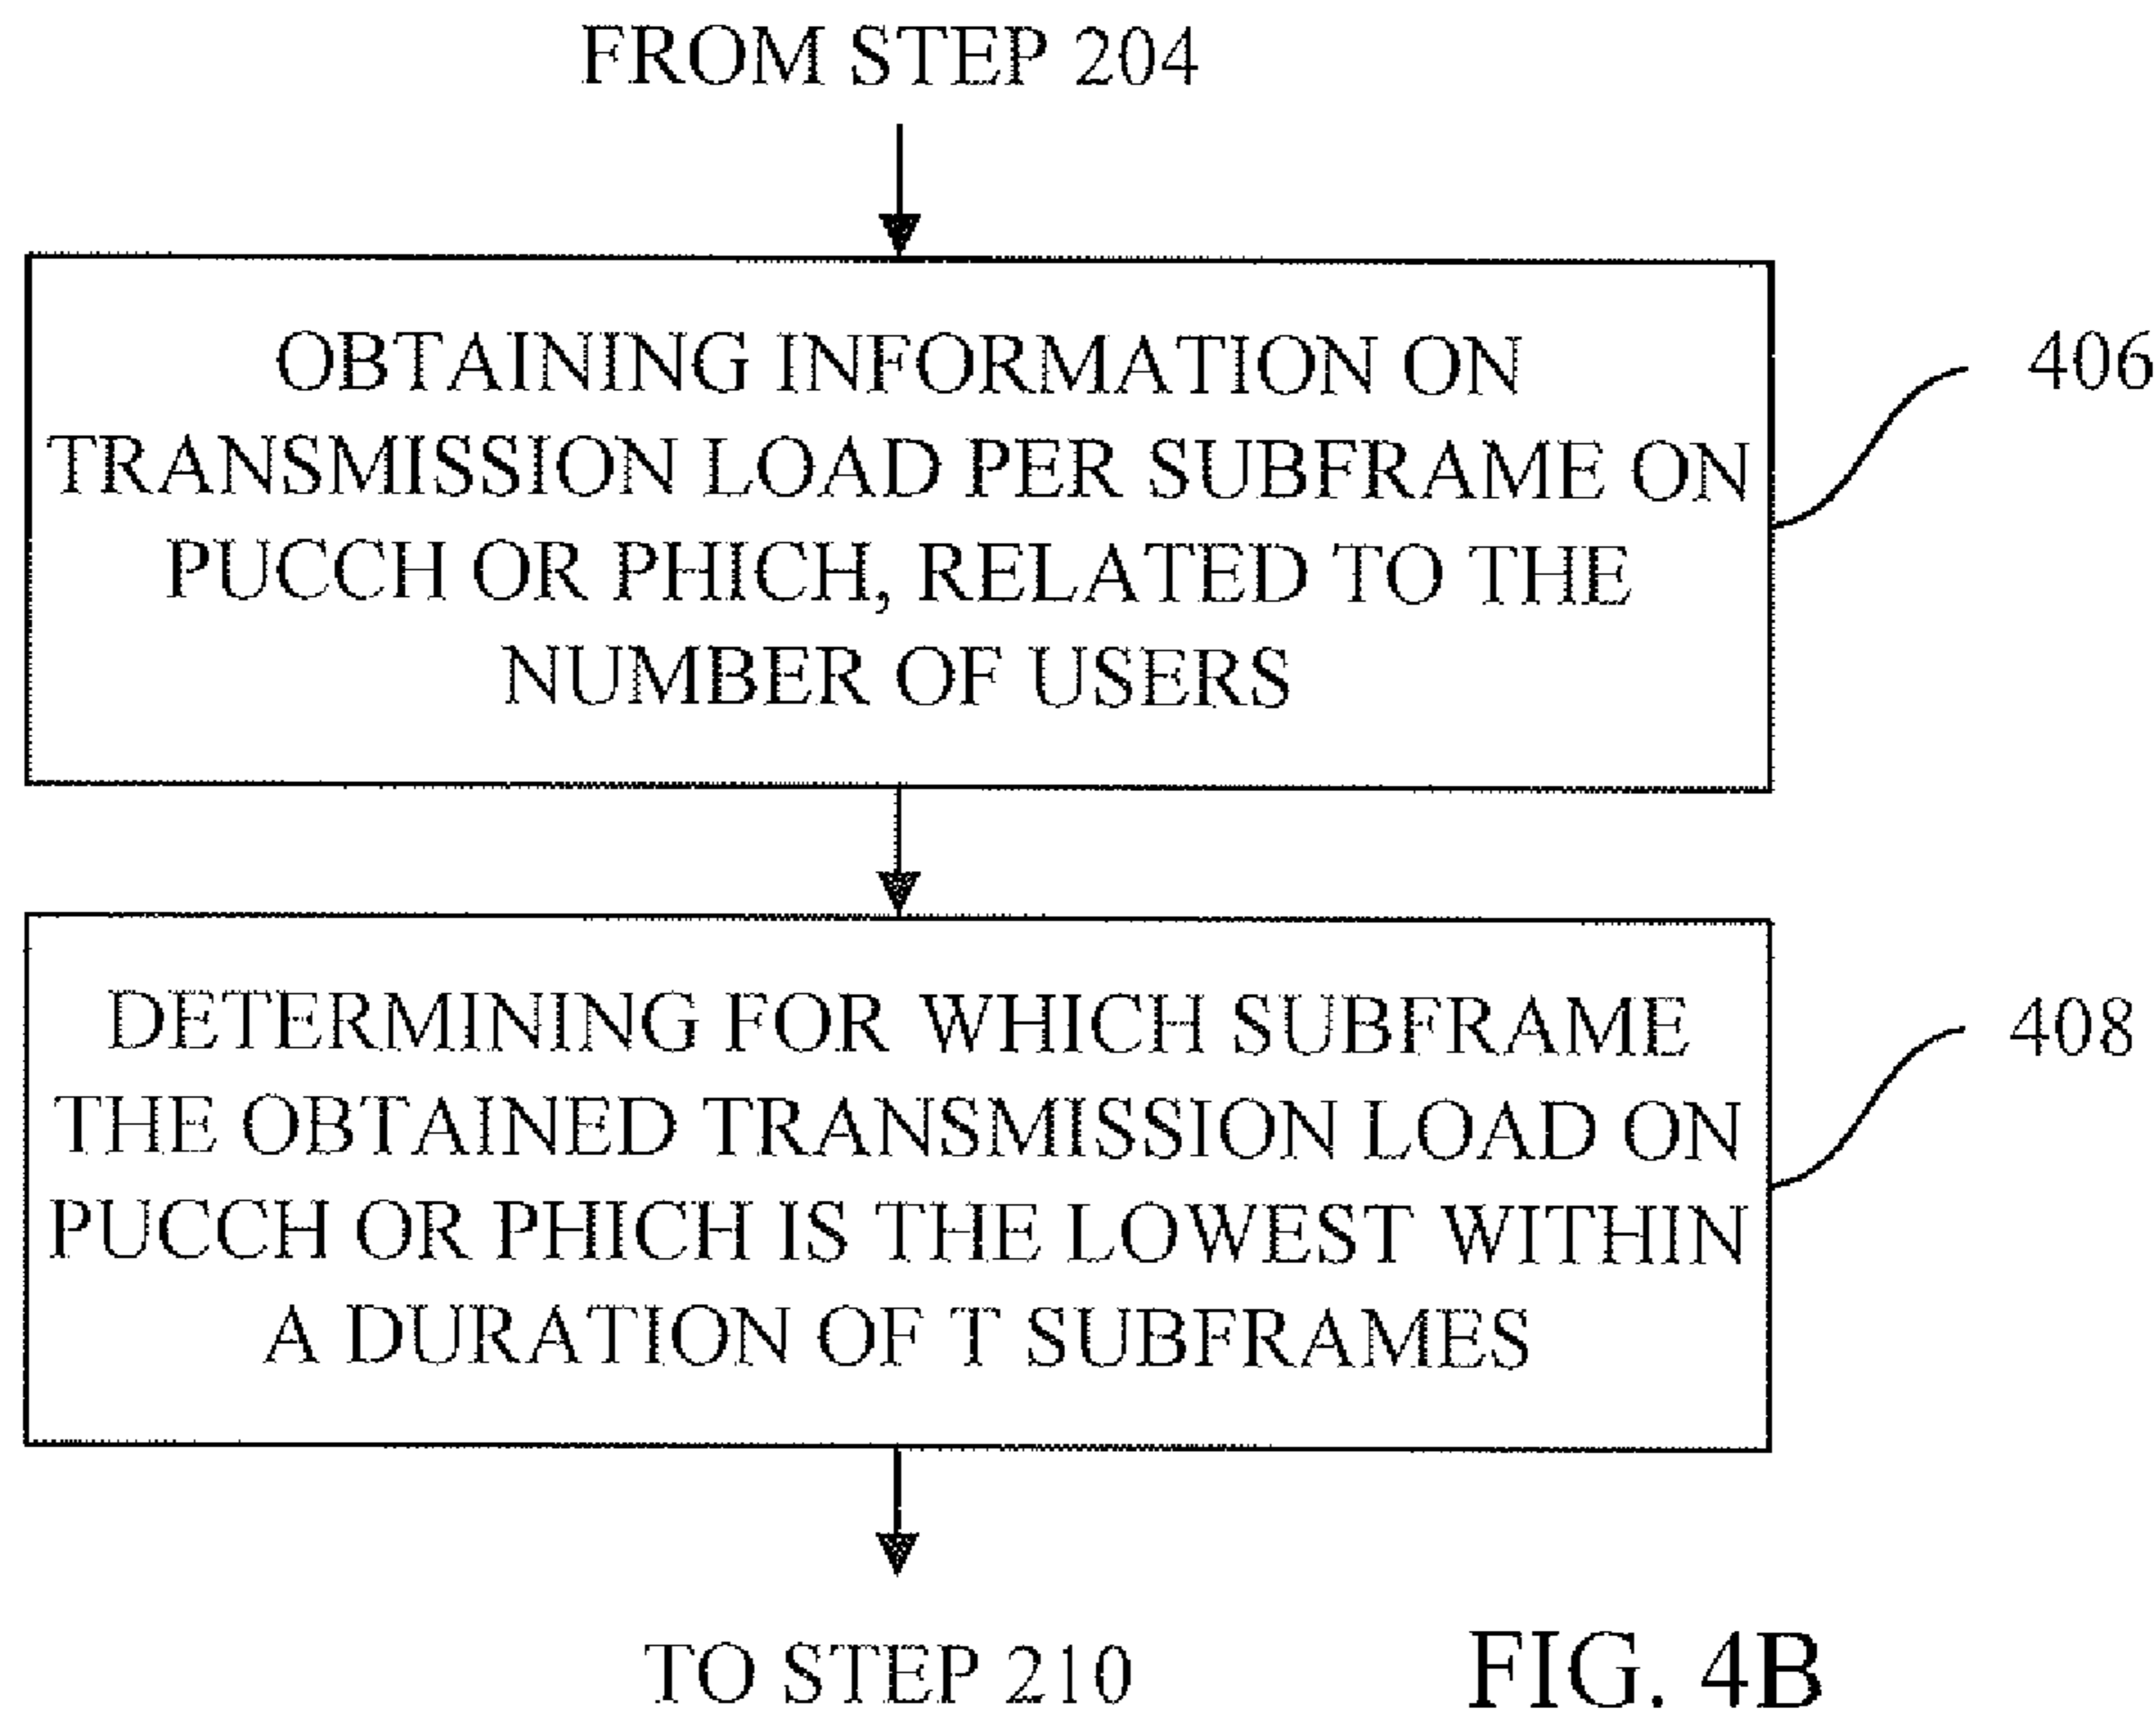 FROM STEP 204
OBTAINING INFORMATION ON
TRANSMISSION LOAD PER SUBFRAME ON
PUCCH OR PHICH, RELATED TO THE
NUMBER OF USERS
406
DETERMINING FOR WHICH SUBFRAME
THE OBTAINED TRANSMISSION LOAD ON
PUCCH OR PHICH IS THE LOWEST WITHIN
A DURATION OF T SUBFRAMES
408
TO STEP 210
FIG. 4B